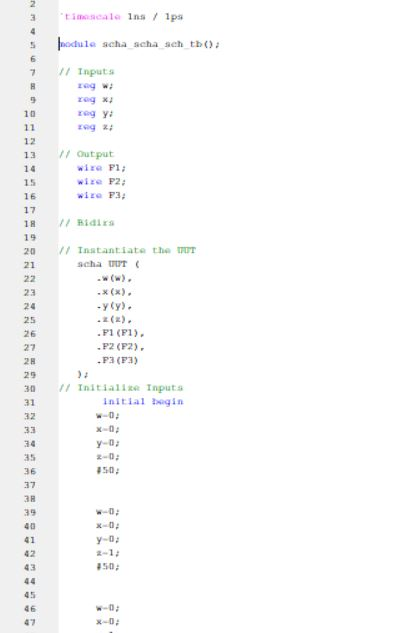 2
3 `timescale 1ns / 1ps
4
5 module scha_scha_sch_tb();
6
7 // Inputs
8 reg w;
9 reg x;
10 reg y;
11 reg z;
12
13 // Output
14 wire F1;
15 wire F2;
16 wire F3;
17
18 // Bidirs
19
20 // Instantiate the UUT
21 scha UUT (
22 .w(w),
23 .x(x),
24 .y(y),
25 .z(z),
26 .F1(F1),
27 .F2(F2),
28 .F3(F3)
29 );
30 // Initialize Inputs
31 initial begin
32 w=0;
33 x=0;
34 y=0;
35 z=0;
36 #50;
37
38
39 w=0;
40 x=0;
41 y=0;
42 z=1;
43 #50;
44
45
46 w=0;
47 x=0;